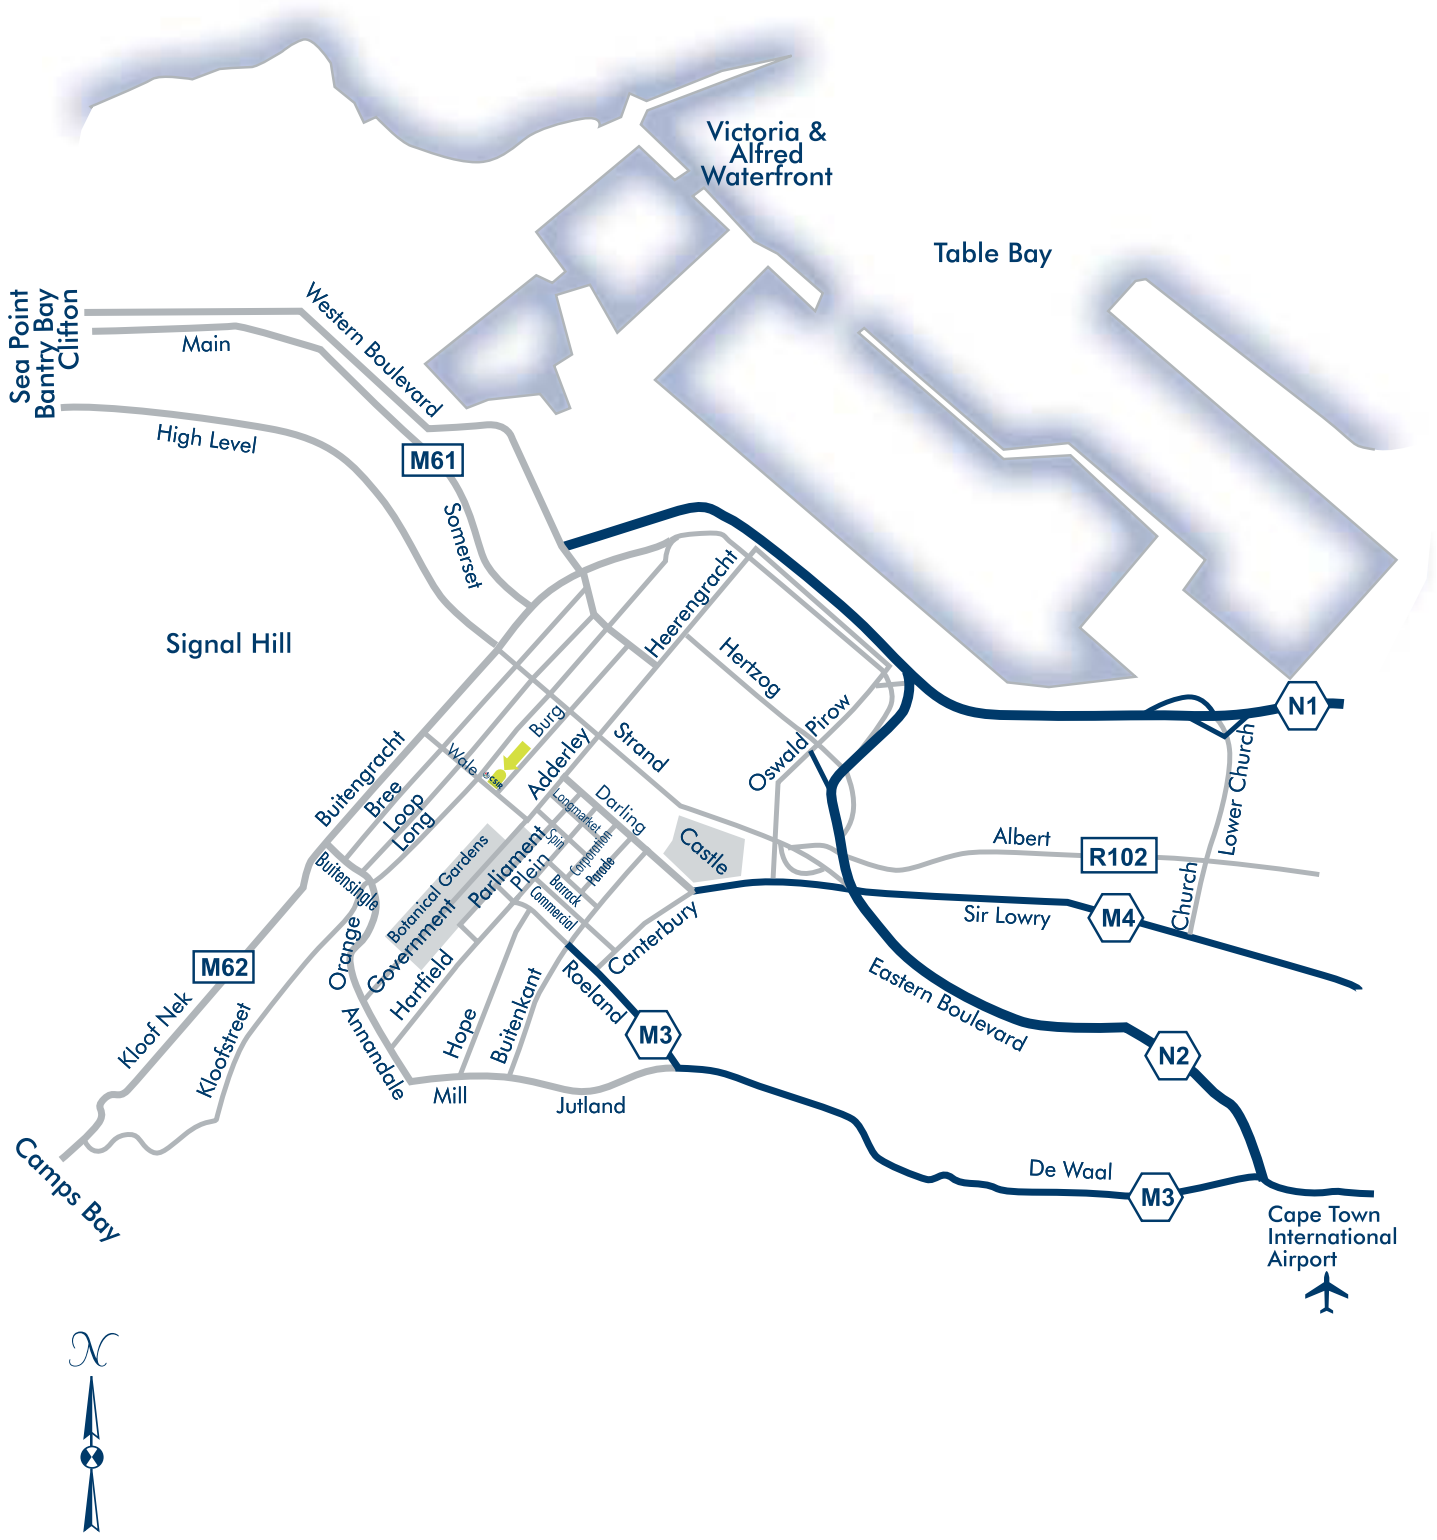 Victoria &
Alfred
Waterfront
Table Bay
Sea Point
Bantry Bay
Clifton
Western Boulevard
Main
High Level
M61
Somerset
Signal Hill
Heerengracht
Hertzog
Oswald Pirow
N1
Lower Church
Burg
Strand
Adderley
Wale
CSIR
Buitengracht
Bree
Loop
Long
Longmarket
Darling
Castle
Albert
R102
Spin
Corporation
Parade
Barrack
Commercial
Plein
Parliament
Botanical Gardens
Government
Buitensingle
Orange
Hartfield
Canterbury
Church
Sir Lowry
M4
Eastern Boulevard
M62
Kloof Nek
Kloofstreet
Annandale
Hope
Buitenkant
Roeland
M3
N2
Mill
Jutland
De Waal
M3
Camps Bay
Cape Town
International
Airport
N